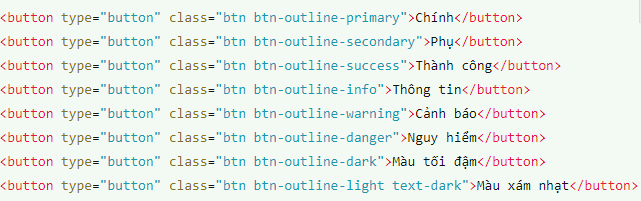 <button type="button" class="btn btn-outline-primary">Chính</button>
<button type="button" class="btn btn-outline-secondary">Phụ</button>
<button type="button" class="btn btn-outline-success">Thành công</button>
<button type="button" class="btn btn-outline-info">Thông tin</button>
<button type="button" class="btn btn-outline-warning">Cảnh báo</button>
<button type="button" class="btn btn-outline-danger">Nguy hiểm</button>
<button type="button" class="btn btn-outline-dark">Màu tối đậm</button>
<button type="button" class="btn btn-outline-light text-dark">Màu xám nhạt</button>